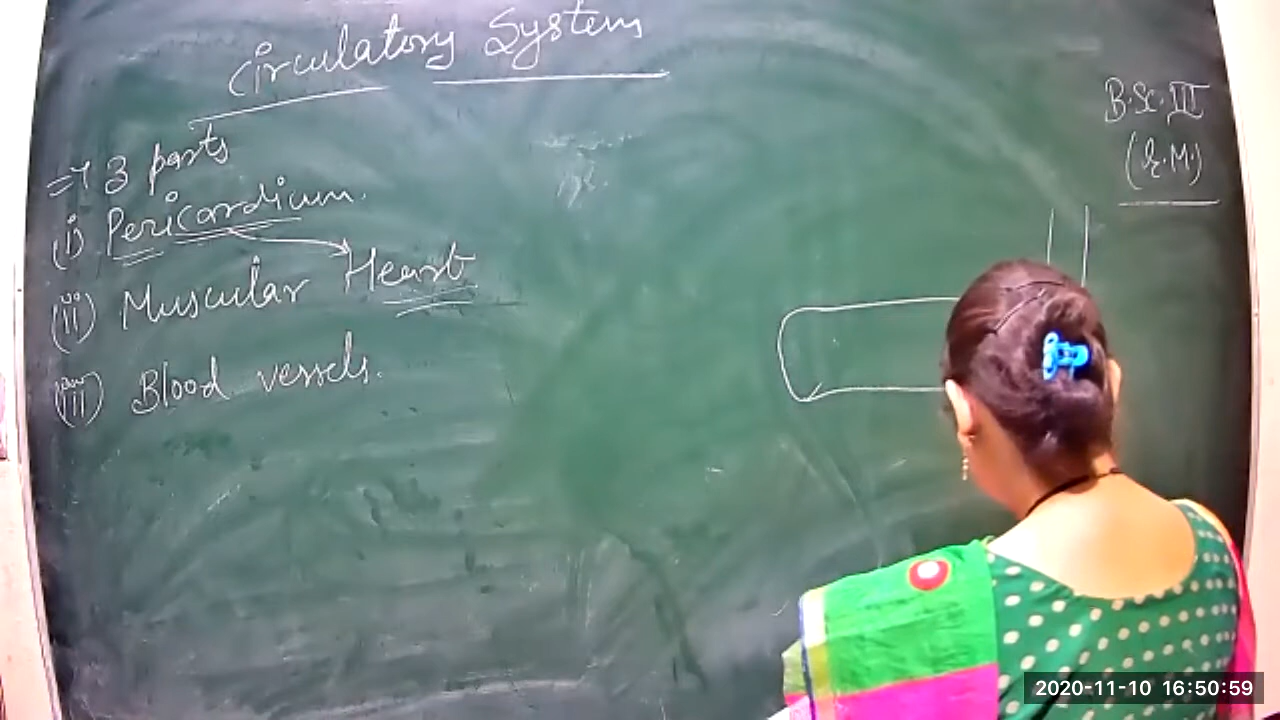 Circulatory System
B.Sc. III
(E.M.)
=> 3 parts
(i) Pericardium.
(ii) Muscular Heart
(iii) Blood vessels.
2020-11-10 16:50:59